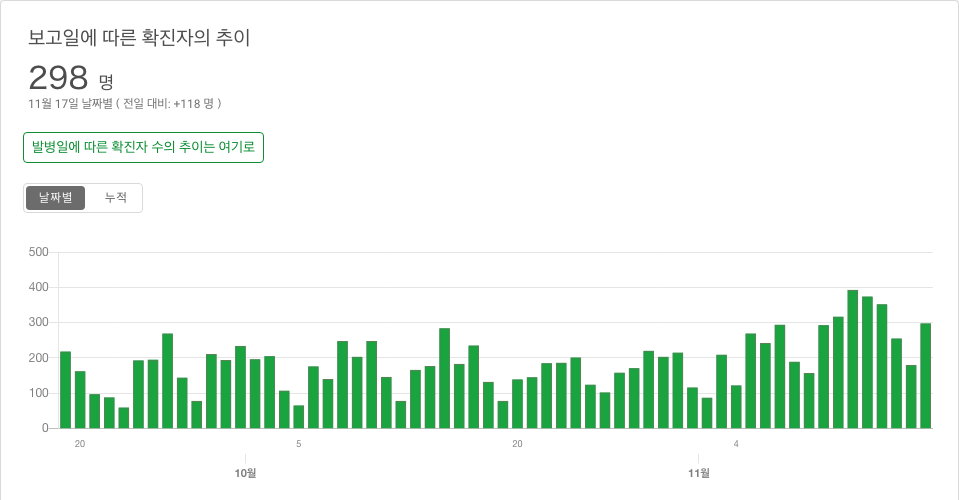 보고일에 따른 확진자의 추이
298 명
11월 17일 날짜별 ( 전일 대비: +118 명 )
발병일에 따른 확진자 수의 추이는 여기로
날짜별 누적
500
400
300
200
100
0
20 5 20 4
10월 11월